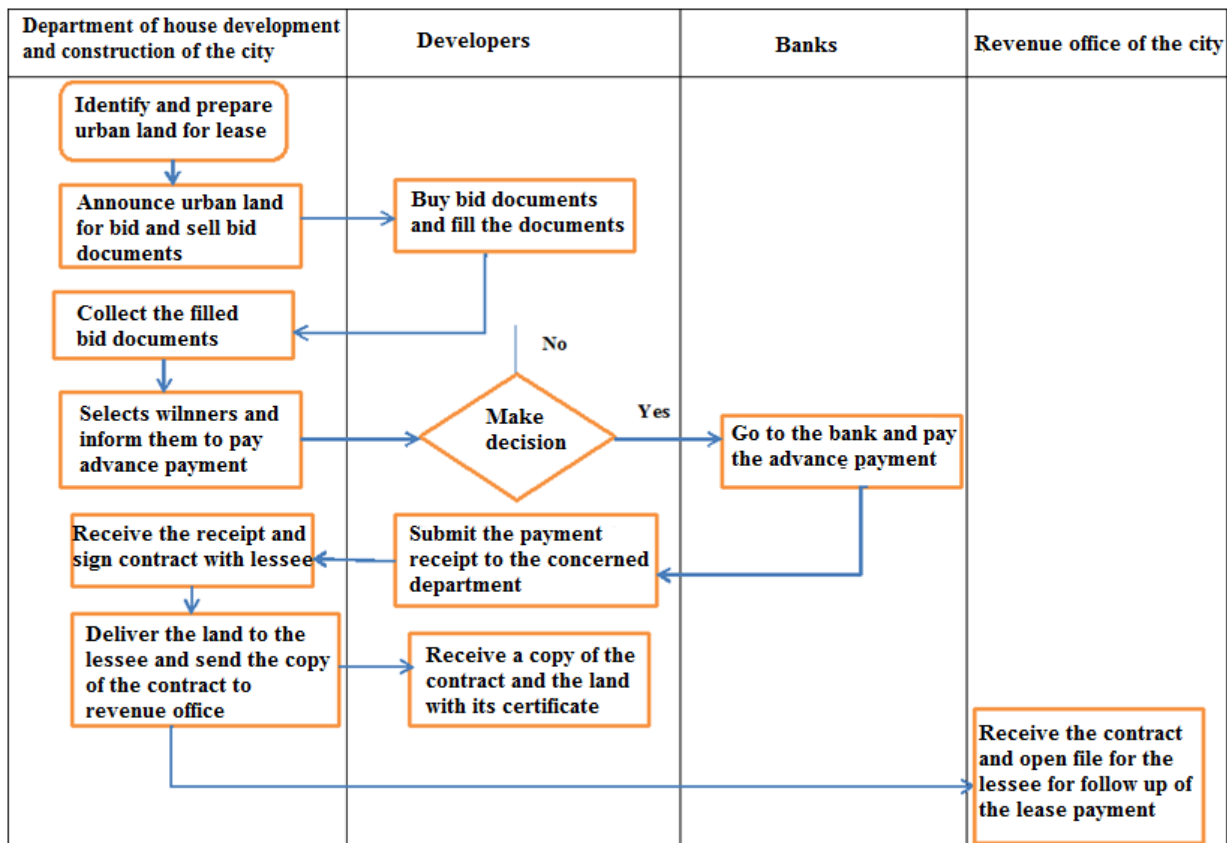 Department of house development
and construction of the city
Developers
Banks
Revenue office of the city
Identify and prepare
urban land for lease
Announce urban land
for bid and sell bid
documents
Buy bid documents
and fill the documents
Collect the filled
bid documents
No
Selects wilnners and
inform them to pay
advance payment
Make
decision
Yes
Go to the bank and pay
the advance payment
Receive the receipt and
sign contract with lessee
Submit the payment
receipt to the concerned
department
Deliver the land to the
lessee and send the copy
of the contract to
revenue office
Receive a copy of the
contract and the land
with its certificate
Receive the contract
and open file for the
lessee for follow up of
the lease payment